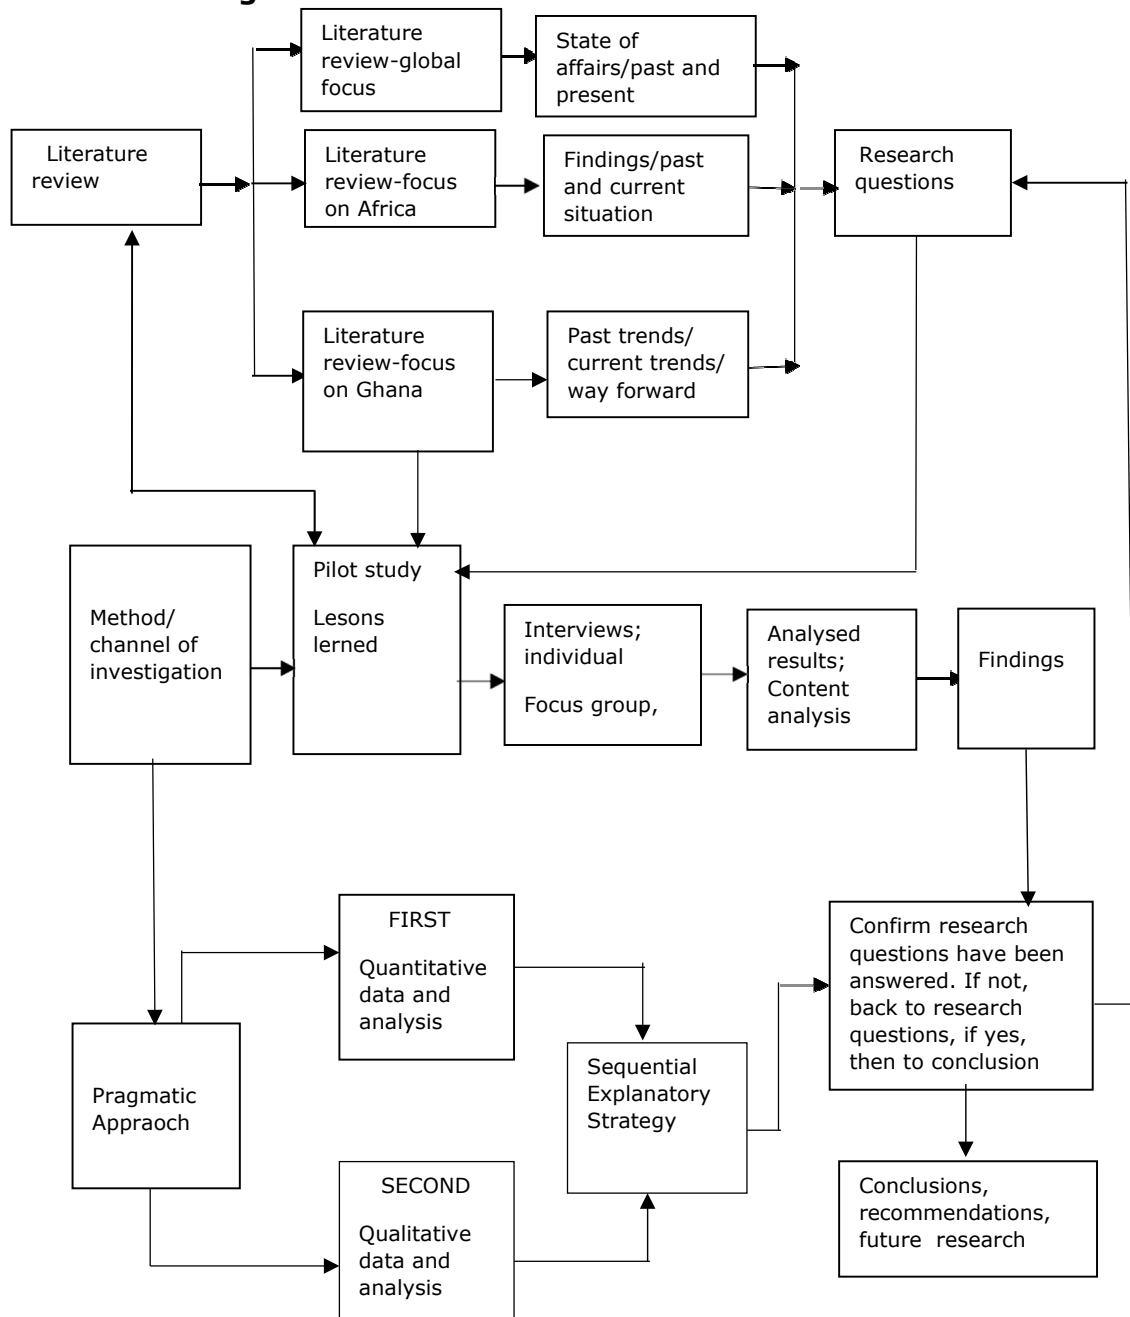 Literature
review-global
focus
State of
affairs/past and
present
Literature
review
Literature
review-focus
on Africa
Findings/past
and current
situation
Research
questions
Literature
review-focus
on Ghana
Past trends/
current trends/
way forward
Method/
channel of
investigation
Pilot study
Lesons
lerned
Interviews;
individual
Focus group,
Analysed
results;
Content
analysis
Findings
FIRST
Quantitative
data and
analysis
Confirm research
questions have been
answered. If not,
back to research
questions, if yes,
then to conclusion
Pragmatic
Appraoch
Sequential
Explanatory
Strategy
SECOND
Qualitative
data and
analysis
Conclusions,
recommendations,
future  research